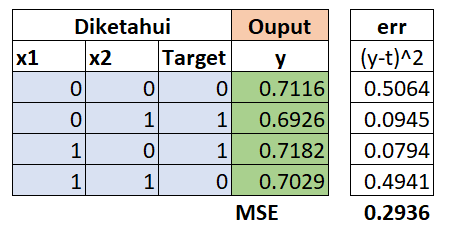 Diketahui Ouput err
x1 x2 Target y (y-t)^2
0 0 0 0.7116 0.5064
0 1 1 0.6926 0.0945
1 0 1 0.7182 0.0794
1 1 0 0.7029 0.4941
MSE 0.2936